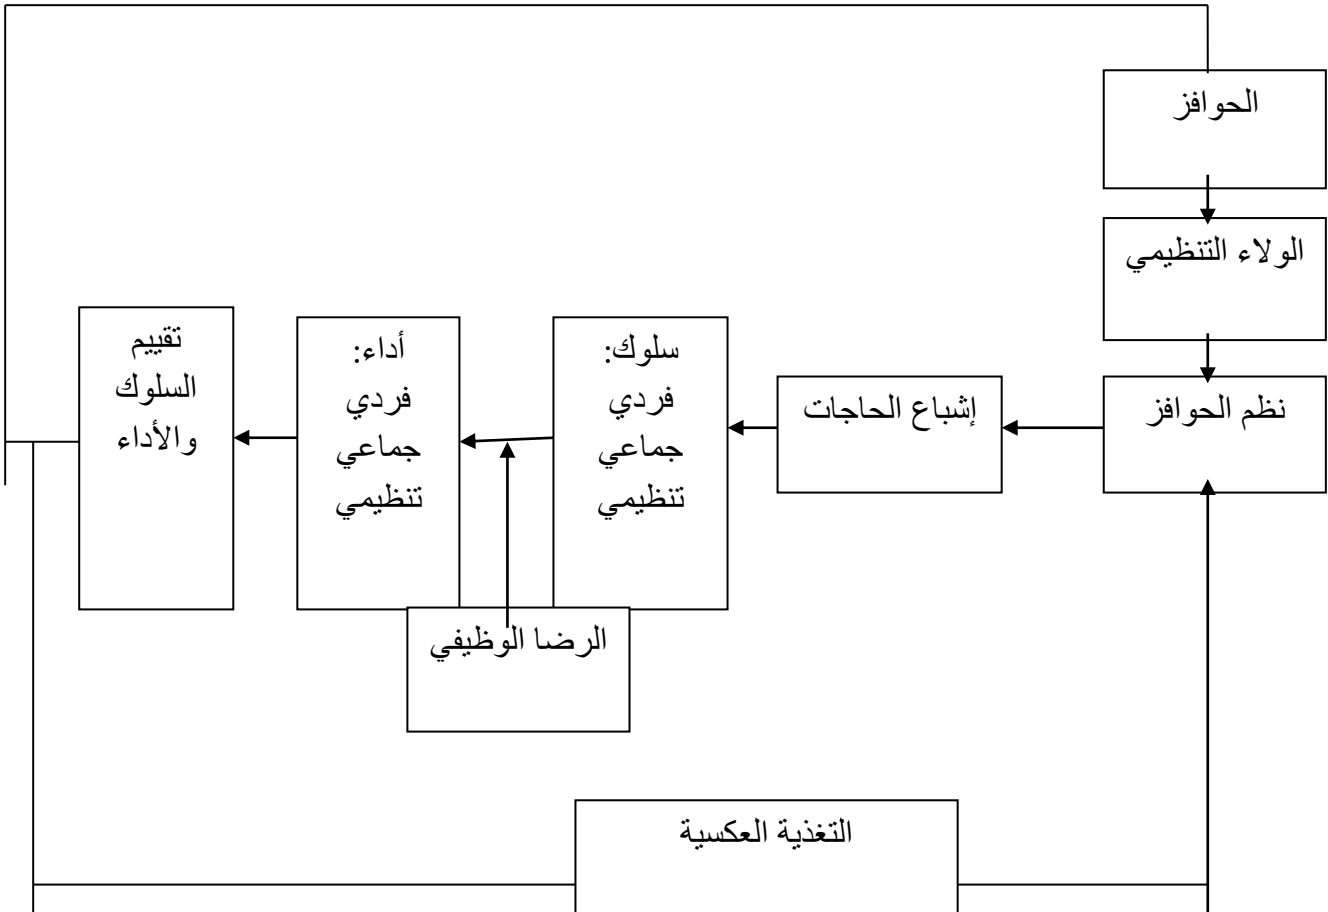 الحوافز
الولاء التنظيمي
نظم الحوافز
إشباع الحاجات
سلوك:
فردي
جماعي
تنظيمي
أداء:
فردي
جماعي
تنظيمي
تقييم
السلوك
والأداء
الرضا الوظيفي
التغذية العكسية